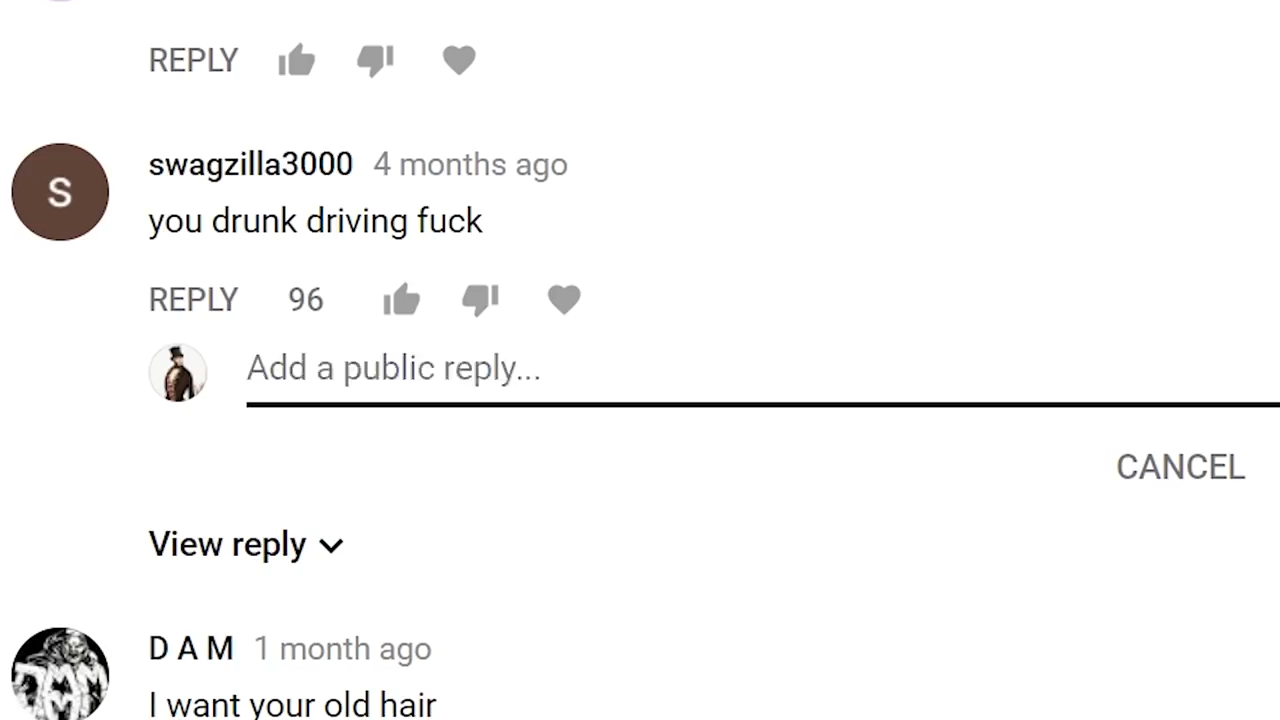 REPLY
S
swagzilla3000 4 months ago
you drunk driving fuck
REPLY 96
Add a public reply...
CANCEL
View reply
D A M 1 month ago
DAM
I want your old hair